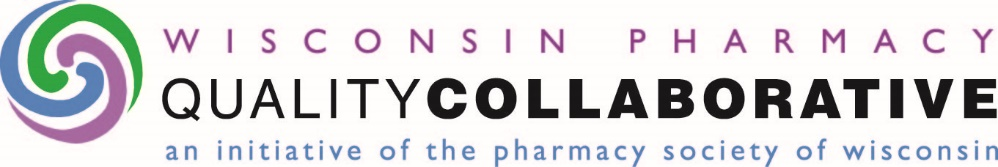 WISCONSIN PHARMACY
QUALITYCOLLABORATIVE
an initiative of the pharmacy society of wisconsin